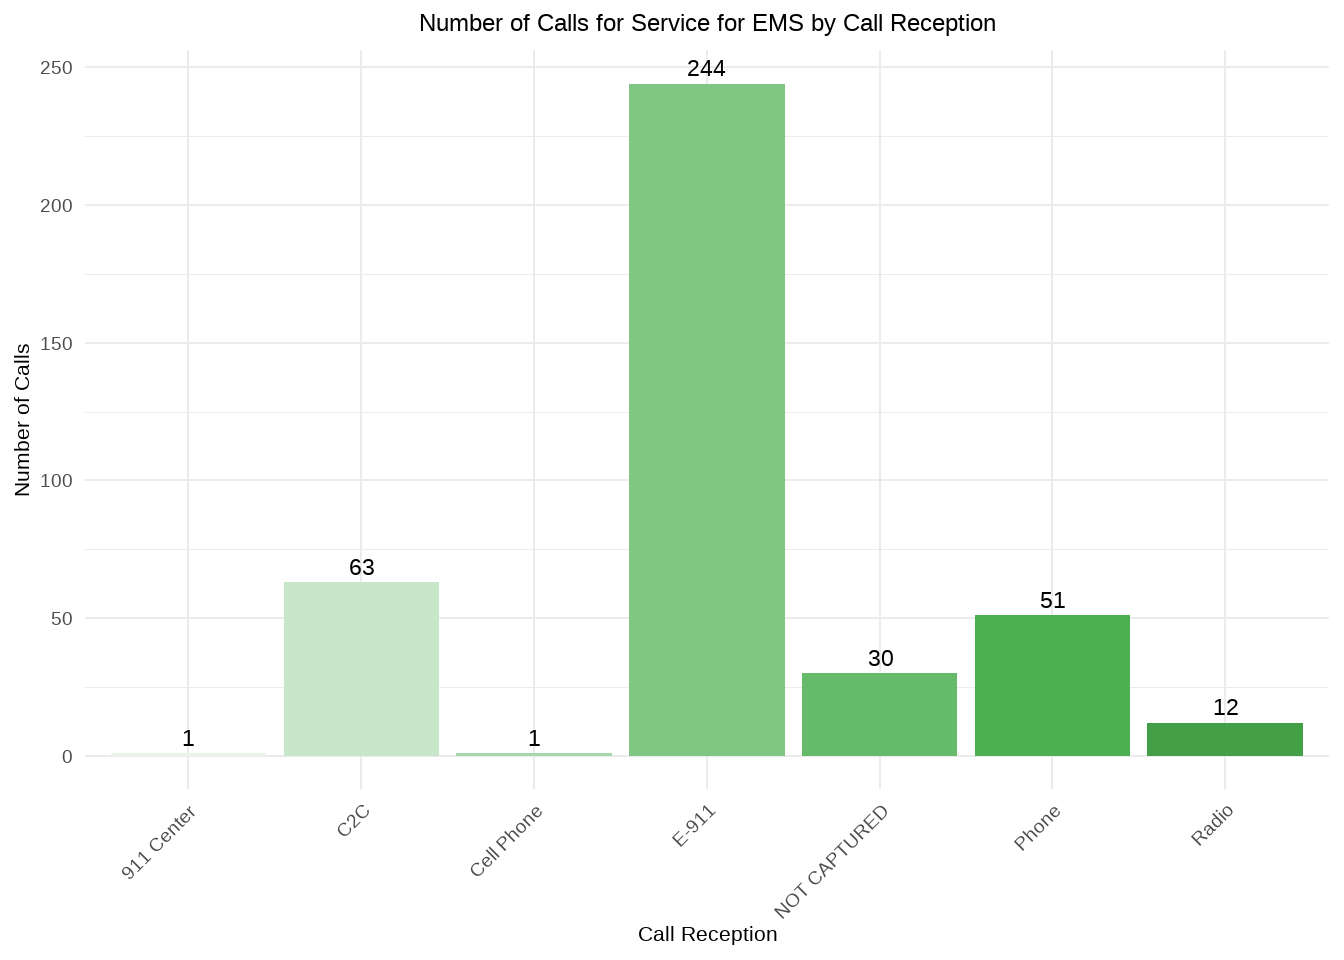 Number of Calls for Service for EMS by Call Reception
250
200
150
100
50
0
Number of Calls
1
63
1
244
30
51
12
911 Center
C2C
Cell Phone
E-911
NOT CAPTURED
Phone
Radio
Call Reception